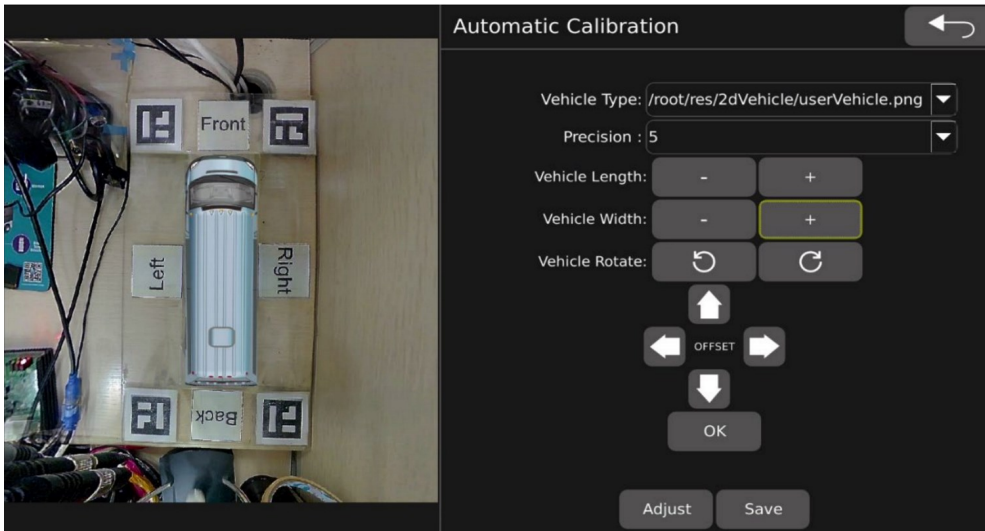 Automatic Calibration
Vehicle Type: /root/res/2dVehicle/userVehicle.png
Precision : 5
Vehicle Length: - +
Vehicle Width: - +
Vehicle Rotate:
OFFSET
OK
Adjust Save
Front
Left
Right
Back